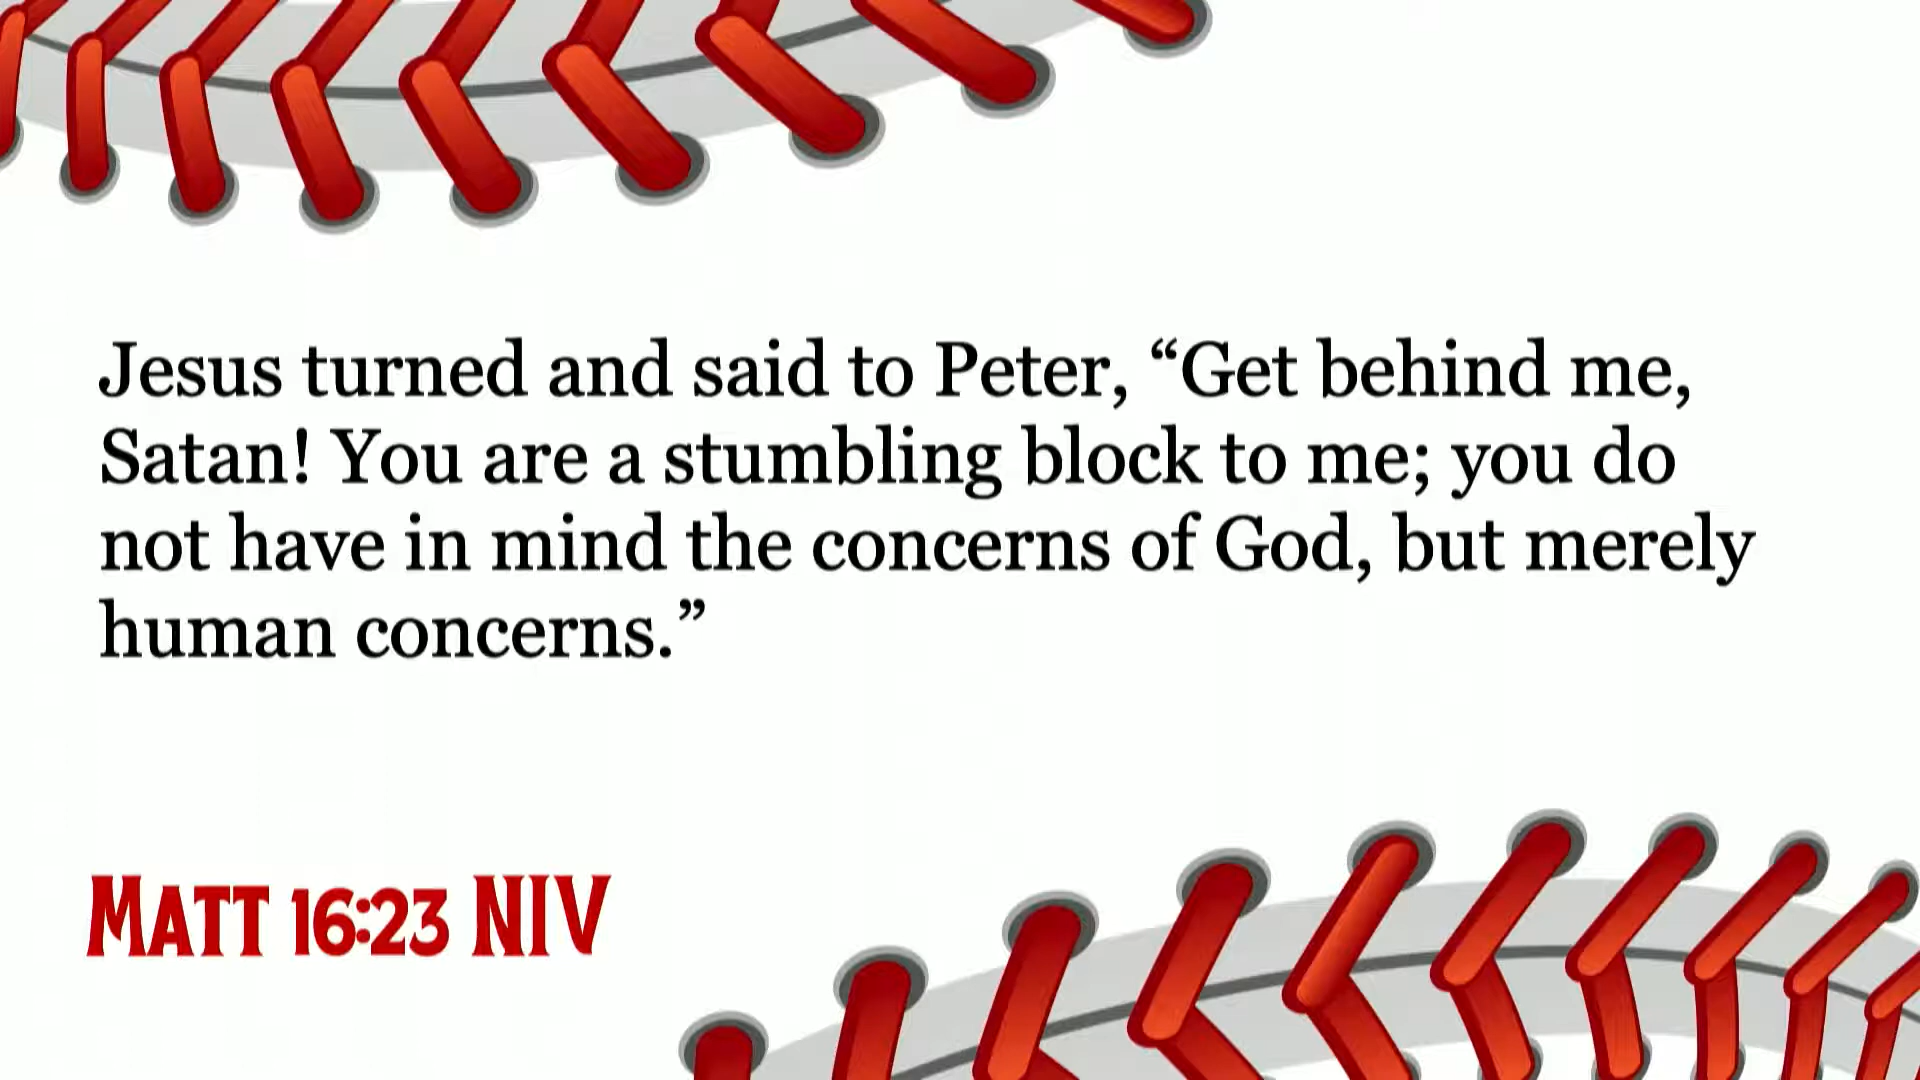 Jesus turned and said to Peter, “Get behind me,
Satan! You are a stumbling block to me; you do
not have in mind the concerns of God, but merely
human concerns.”
Matt 16:23 NIV